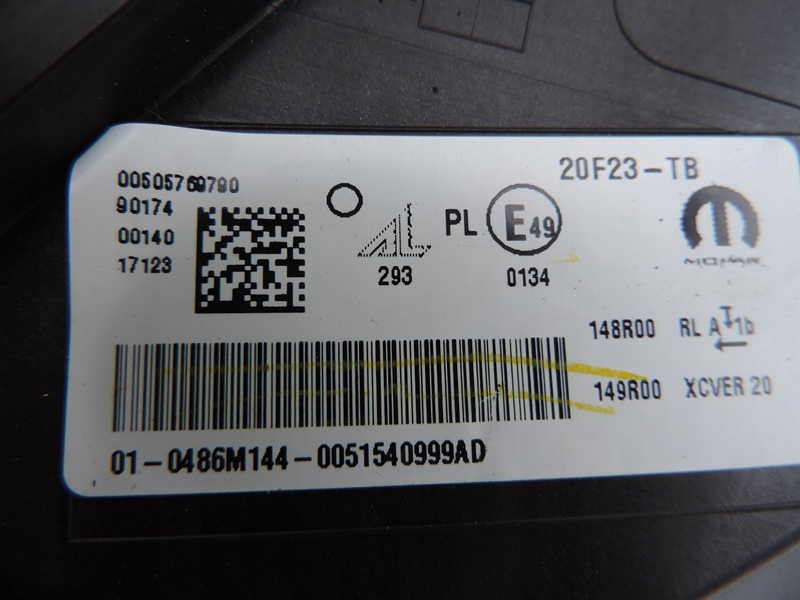 20F23-TB
00505769790
90174
00140
17123
AL
293
PL E49
0134
MOPAR
148R00 RL A 1b
149R00 XCVER 20
01-0486M144-0051540999AD